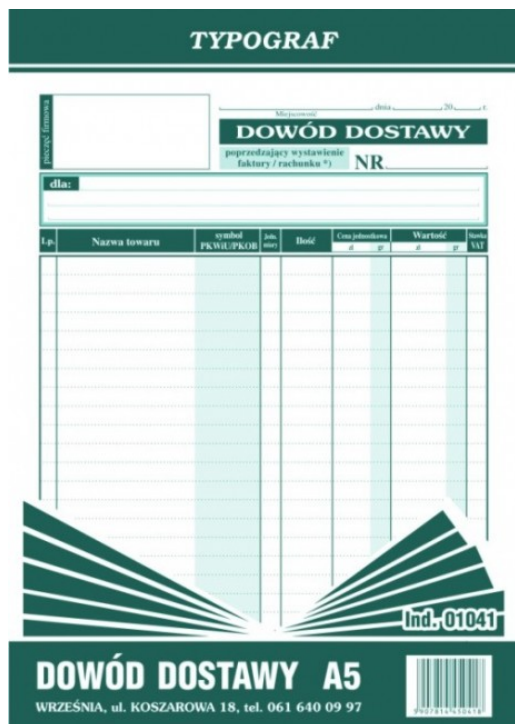 TYPOGRAF
pieczęć firmowa
Miejscowość
dnia 20 r.
DOWÓD DOSTAWY
poprzedzający wystawienie
faktury / rachunku *)
NR
dla:
Lp. Nazwa towaru symbol PKWiU/PKOB Jedn. miary Ilość Cena jednostkowa zł gr Wartość zł gr Stawka VAT
Ind. 01041
DOWÓD DOSTAWY A5
WRZEŚNIA, ul. KOSZAROWA 18, tel. 061 640 09 97
9907814430418